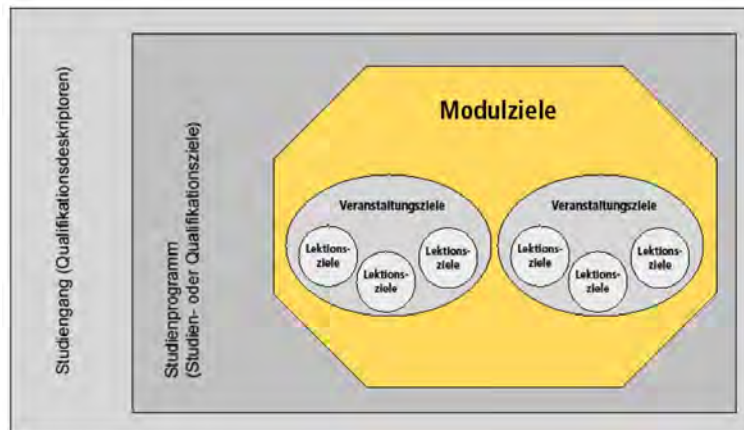 Studiengang (Qualifikationsdeskriptoren)
Studienprogramm
(Studien- oder Qualifikationsziele)
Modulziele
Veranstaltungsziele
Lektions-
ziele
Lektions-
ziele
Lektions-
ziele
Veranstaltungsziele
Lektions-
ziele
Lektions-
ziele
Lektions-
ziele